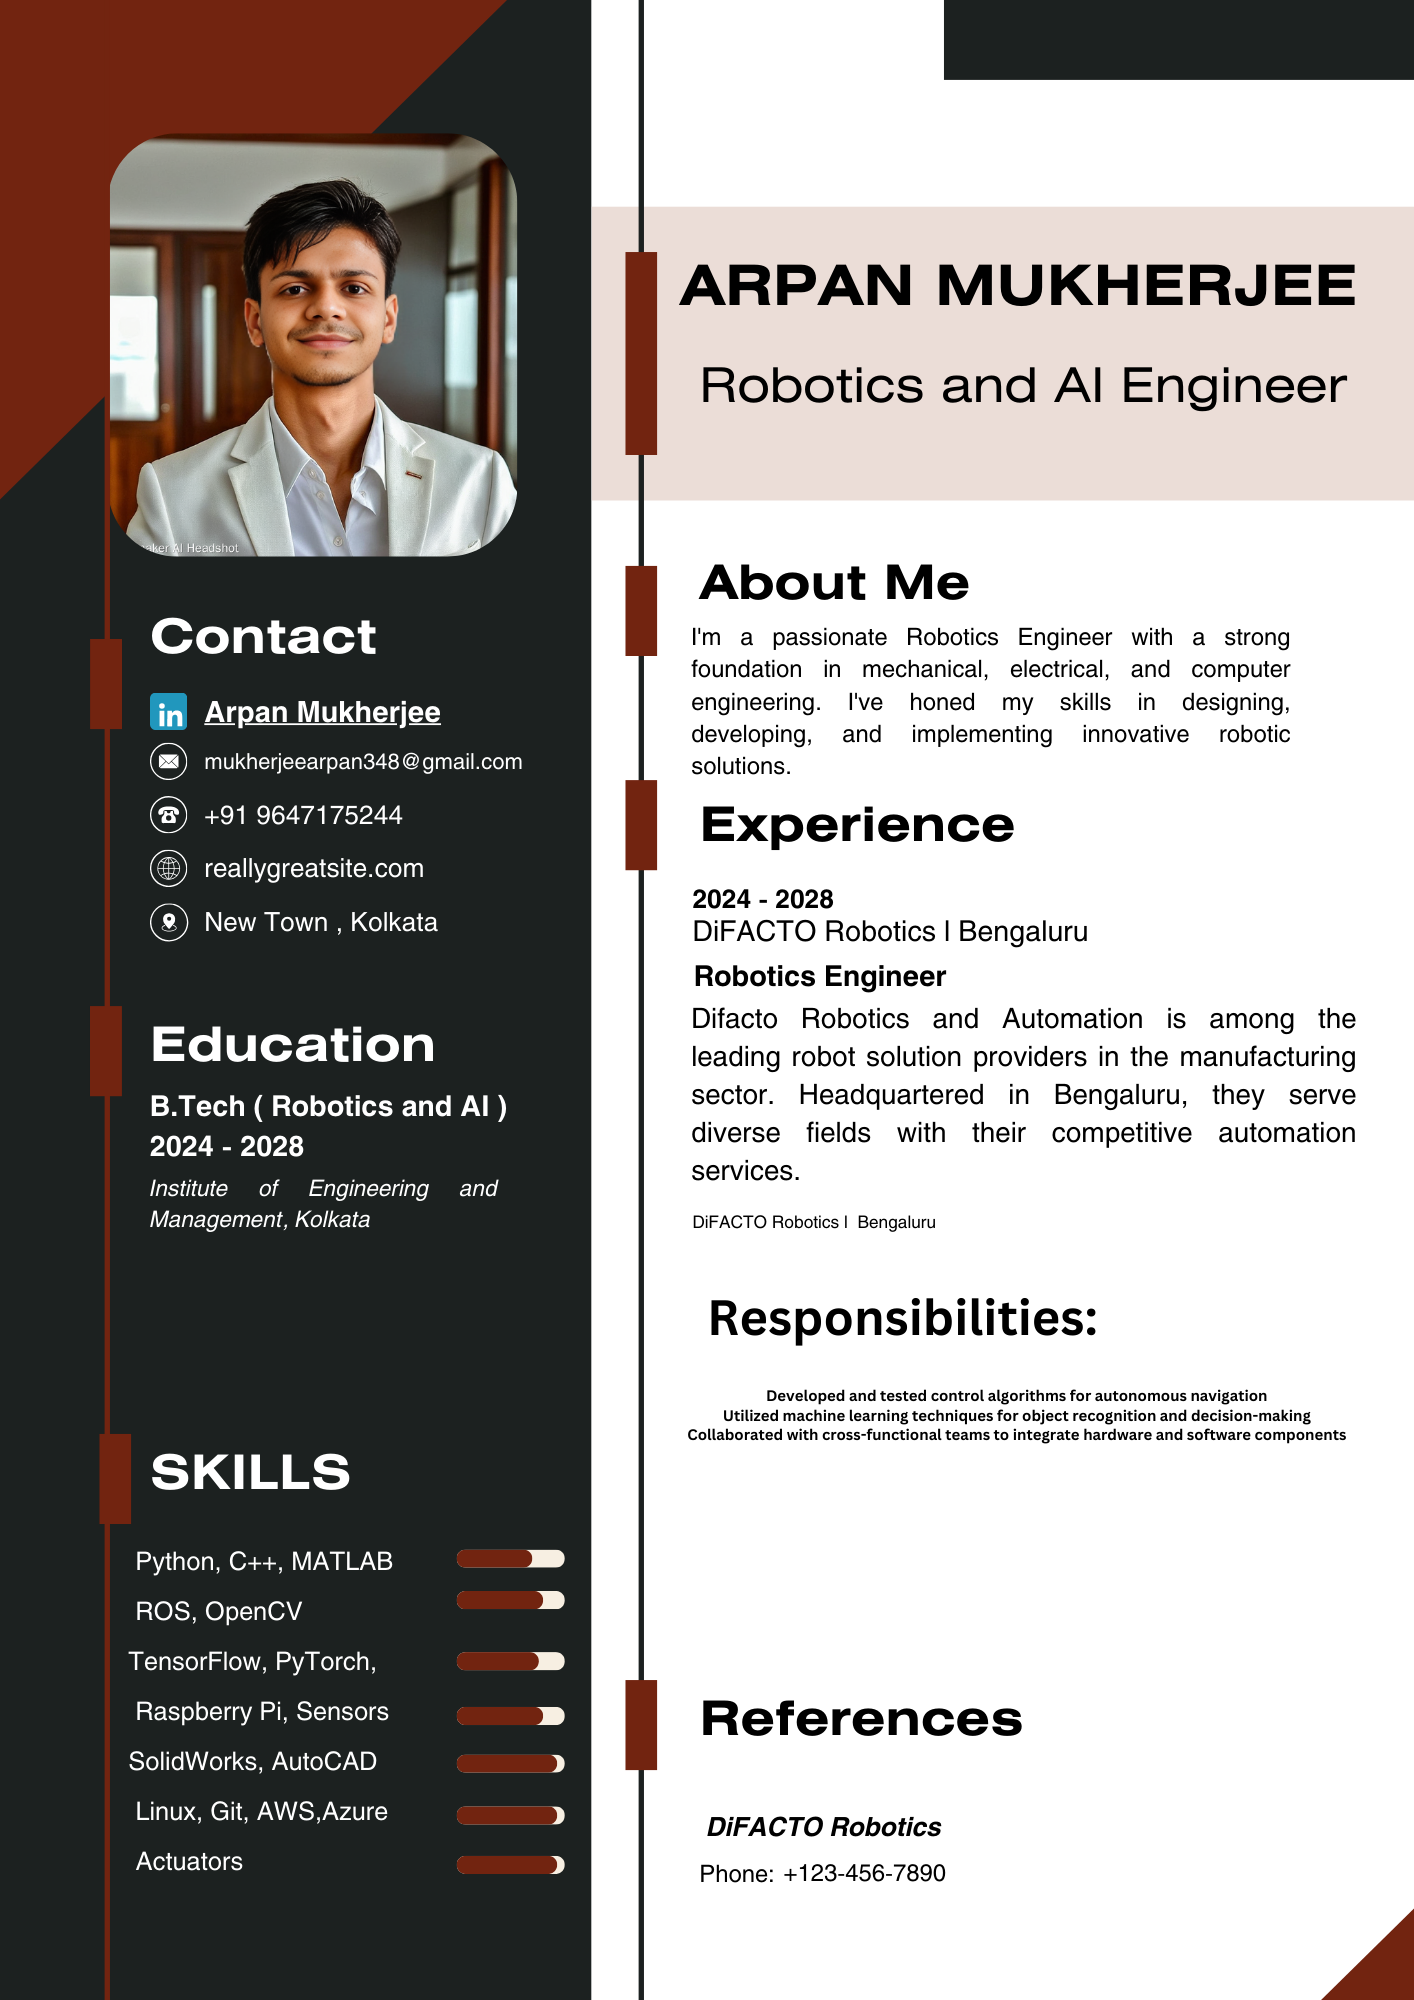 ARPAN MUKHERJEE
Robotics and AI Engineer
aker AI Headshot
Contact
in
Arpan Mukherjee
mukherjeearpan348@gmail.com
+91 9647175244
reallygreatsite.com
New Town , Kolkata
Education
B.Tech ( Robotics and AI )
2024 - 2028
Institute of Engineering and
Management, Kolkata
SKILLS
Python, C++, MATLAB
ROS, OpenCV
TensorFlow, PyTorch,
Raspberry Pi, Sensors
SolidWorks, AutoCAD
Linux, Git, AWS,Azure
Actuators
About Me
I'm a passionate Robotics Engineer with a strong
foundation in mechanical, electrical, and computer
engineering. I've honed my skills in designing,
developing, and implementing innovative robotic
solutions.
Experience
2024 - 2028
DiFACTO Robotics l Bengaluru
Robotics Engineer
Difacto Robotics and Automation is among the
leading robot solution providers in the manufacturing
sector. Headquartered in Bengaluru, they serve
diverse fields with their competitive automation
services.
DiFACTO Robotics l Bengaluru
Responsibilities:
Developed and tested control algorithms for autonomous navigation
Utilized machine learning techniques for object recognition and decision-making
Collaborated with cross-functional teams to integrate hardware and software components
References
DiFACTO Robotics
Phone: +123-456-7890